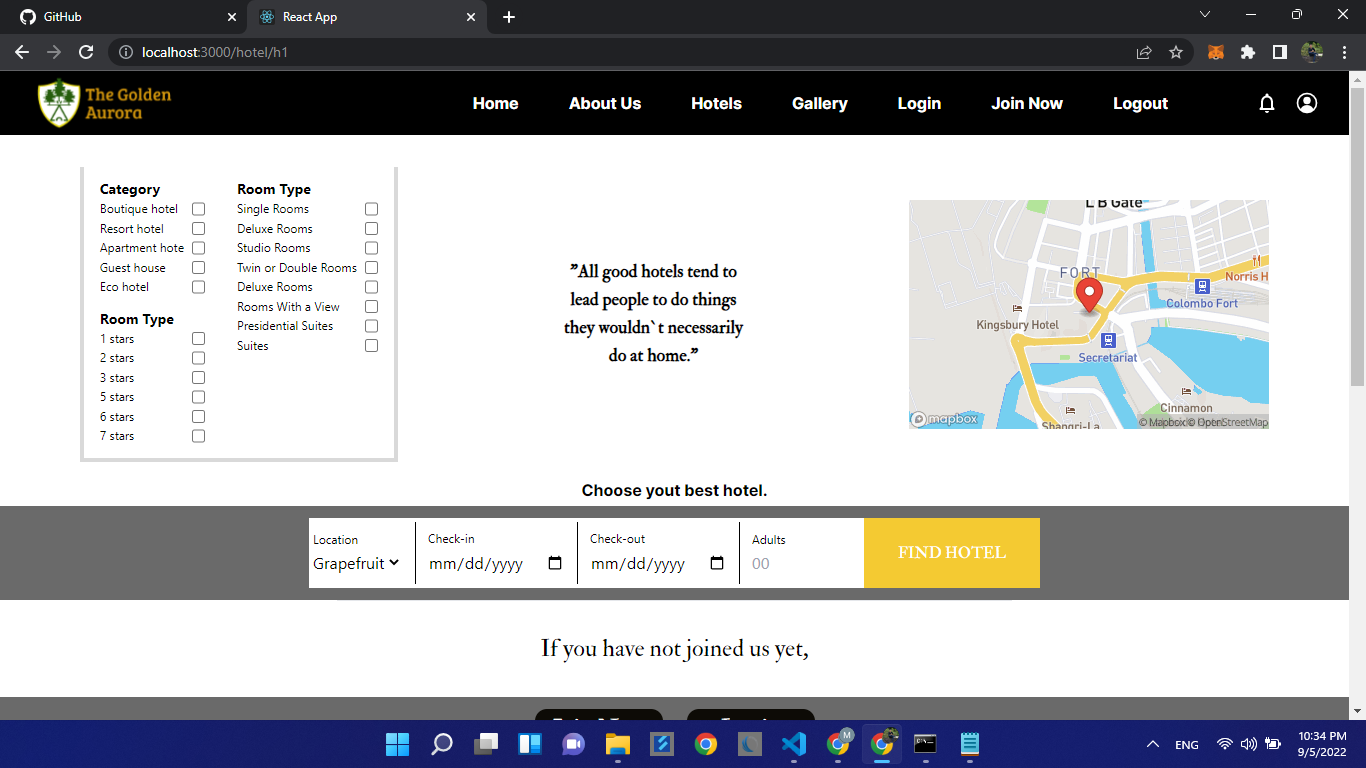 GitHub
React App
localhost:3000/hotel/h1
The Golden
Aurora
Home
About Us
Hotels
Gallery
Login
Join Now
Logout
Category
Boutique hotel
Resort hotel
Apartment hote
Guest house
Eco hotel
Room Type
1 stars
2 stars
3 stars
5 stars
6 stars
7 stars
Room Type
Single Rooms
Deluxe Rooms
Studio Rooms
Twin or Double Rooms
Deluxe Rooms
Rooms With a View
Presidential Suites
Suites
”All good hotels tend to
lead people to do things
they wouldn`t necessarily
do at home.”
L B Gate
FORT
Norris H
Colombo Fort
Kingsbury Hotel
Secretariat
Cinnamon
Shangri-La
mapbox
© Mapbox © OpenStreetMap
Choose yout best hotel.
Location
Grapefruit
Check-in
mm/dd/yyyy
Check-out
mm/dd/yyyy
Adults
00
FIND HOTEL
If you have not joined us yet,
M
ENG
10:34 PM
9/5/2022